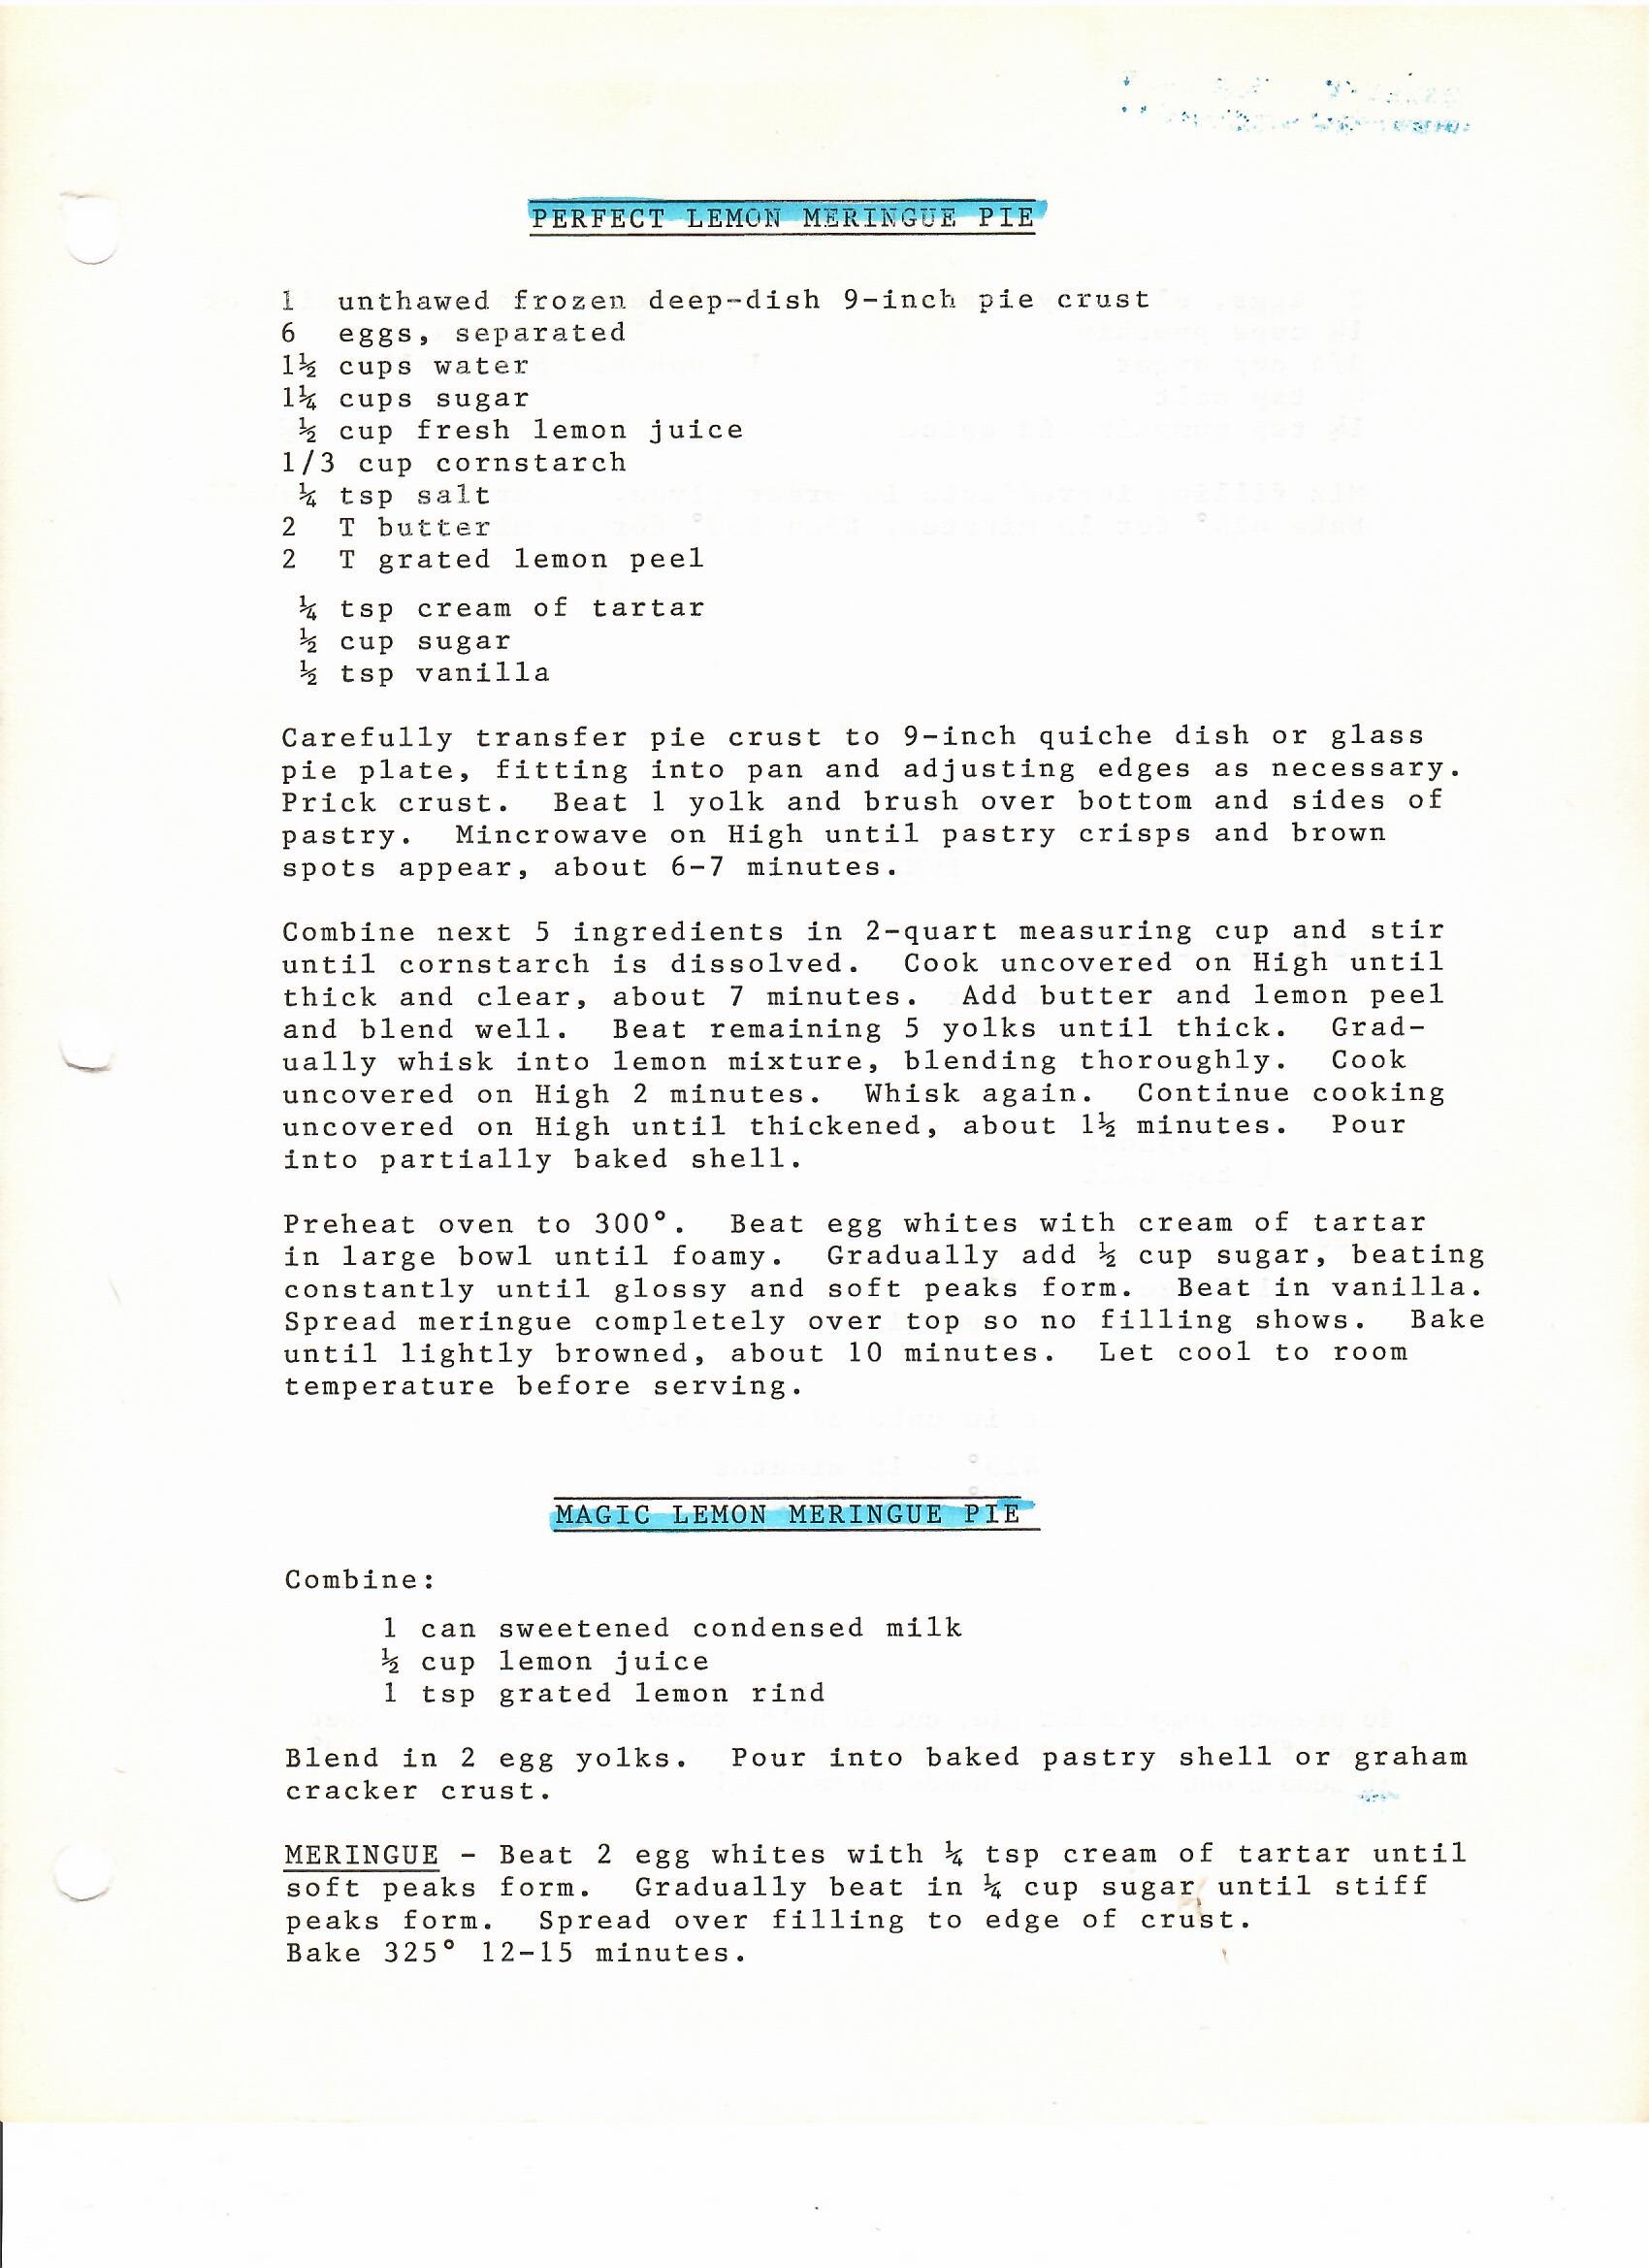 PERFECT LEMON MERINGUE PIE
1 unthawed frozen deep-dish 9-inch pie crust
6 eggs, separated
1½ cups water
1¼ cups sugar
½ cup fresh lemon juice
1/3 cup cornstarch
¼ tsp salt
2 T butter
2 T grated lemon peel
¼ tsp cream of tartar
½ cup sugar
½ tsp vanilla
Carefully transfer pie crust to 9-inch quiche dish or glass
pie plate, fitting into pan and adjusting edges as necessary.
Prick crust. Beat 1 yolk and brush over bottom and sides of
pastry. Mincrowave on High until pastry crisps and brown
spots appear, about 6-7 minutes.
Combine next 5 ingredients in 2-quart measuring cup and stir
until cornstarch is dissolved. Cook uncovered on High until
thick and clear, about 7 minutes. Add butter and lemon peel
and blend well. Beat remaining 5 yolks until thick. Grad-
ually whisk into lemon mixture, blending thoroughly. Cook
uncovered on High 2 minutes. Whisk again. Continue cooking
uncovered on High until thickened, about 1½ minutes. Pour
into partially baked shell.
Preheat oven to 300°. Beat egg whites with cream of tartar
in large bowl until foamy. Gradually add ½ cup sugar, beating
constantly until glossy and soft peaks form. Beat in vanilla.
Spread meringue completely over top so no filling shows. Bake
until lightly browned, about 10 minutes. Let cool to room
temperature before serving.
MAGIC LEMON MERINGUE PIE
Combine:
1 can sweetened condensed milk
½ cup lemon juice
1 tsp grated lemon rind
Blend in 2 egg yolks. Pour into baked pastry shell or graham
cracker crust.
MERINGUE - Beat 2 egg whites with ¼ tsp cream of tartar until
soft peaks form. Gradually beat in ¼ cup sugar until stiff
peaks form. Spread over filling to edge of crust.
Bake 325° 12-15 minutes.